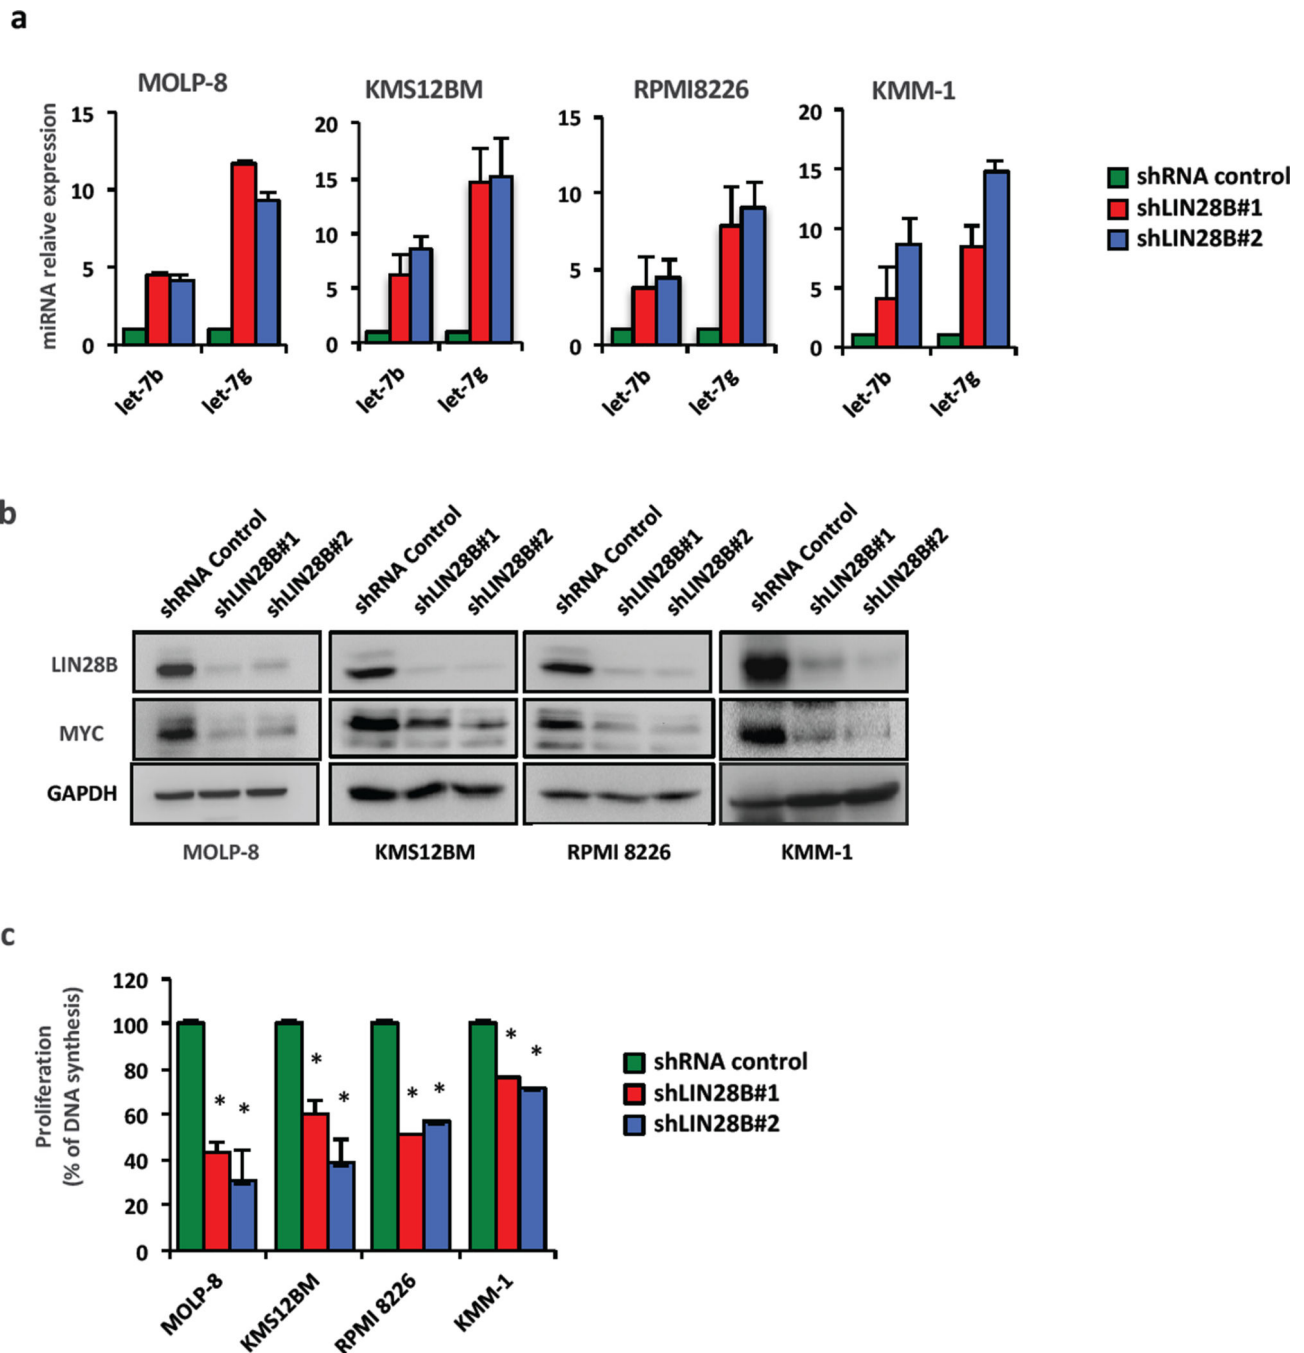 a
MOLP-8
KMS12BM
RPMI8226
KMM-1
miRNA relaive expression
15
10
5
0
let-7b
let-7g
20
15
10
5
0
let-7b
let-7g
15
10
5
0
let-7b
let-7g
20
15
10
5
0
let-7b
let-7g
shRNA control
shLIN28B#1
shLIN28B#2
b
shRNA Control
shLIN28B#1
shLIN28B#2
shRNA Control
shLIN28B#1
shLIN28B#2
shRNA Control
shLIN28B#1
shLIN28B#2
shRNA Control
shLIN28B#1
shLIN28B#2
LIN28B
MYC
GAPDH
MOLP-8
KMS12BM
RPMI 8226
KMM-1
c
Proliferation
(% of DNA synthesis)
120
100
80
60
40
20
0
* *
* *
* *
* *
MOLP-8
KMS12BM
RPMI 8226
KMM-1
shRNA control
shLIN28B#1
shLIN28B#2